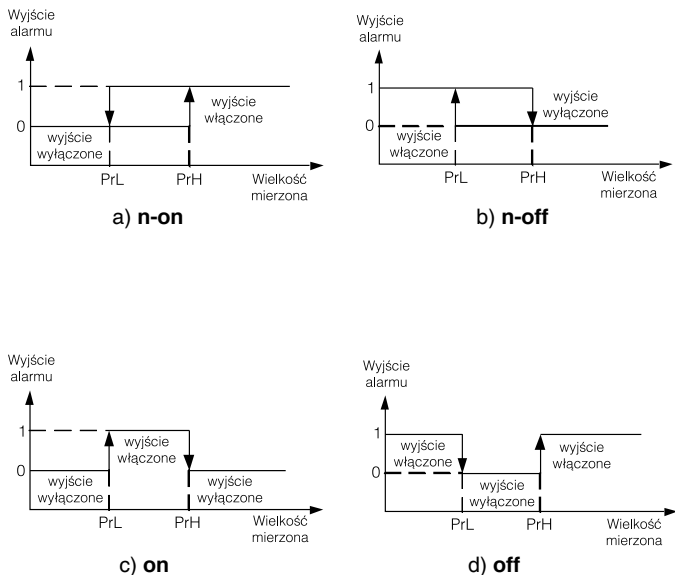 Wyjście
alarmu
1
wyjście
włączone
0
wyjście
wyłączone
PrL
PrH
Wielkość
mierzona
a) n-on
Wyjście
alarmu
1
wyjście
wyłączone
0
wyjście
włączone
PrL
PrH
Wielkość
mierzona
b) n-off
Wyjście
alarmu
1
wyjście
włączone
0
wyjście
wyłączone
wyjście
wyłączone
PrL
PrH
Wielkość
mierzona
c) on
Wyjście
alarmu
1
wyjście
włączone
wyjście
włączone
0
wyjście
wyłączone
PrL
PrH
Wielkość
mierzona
d) off